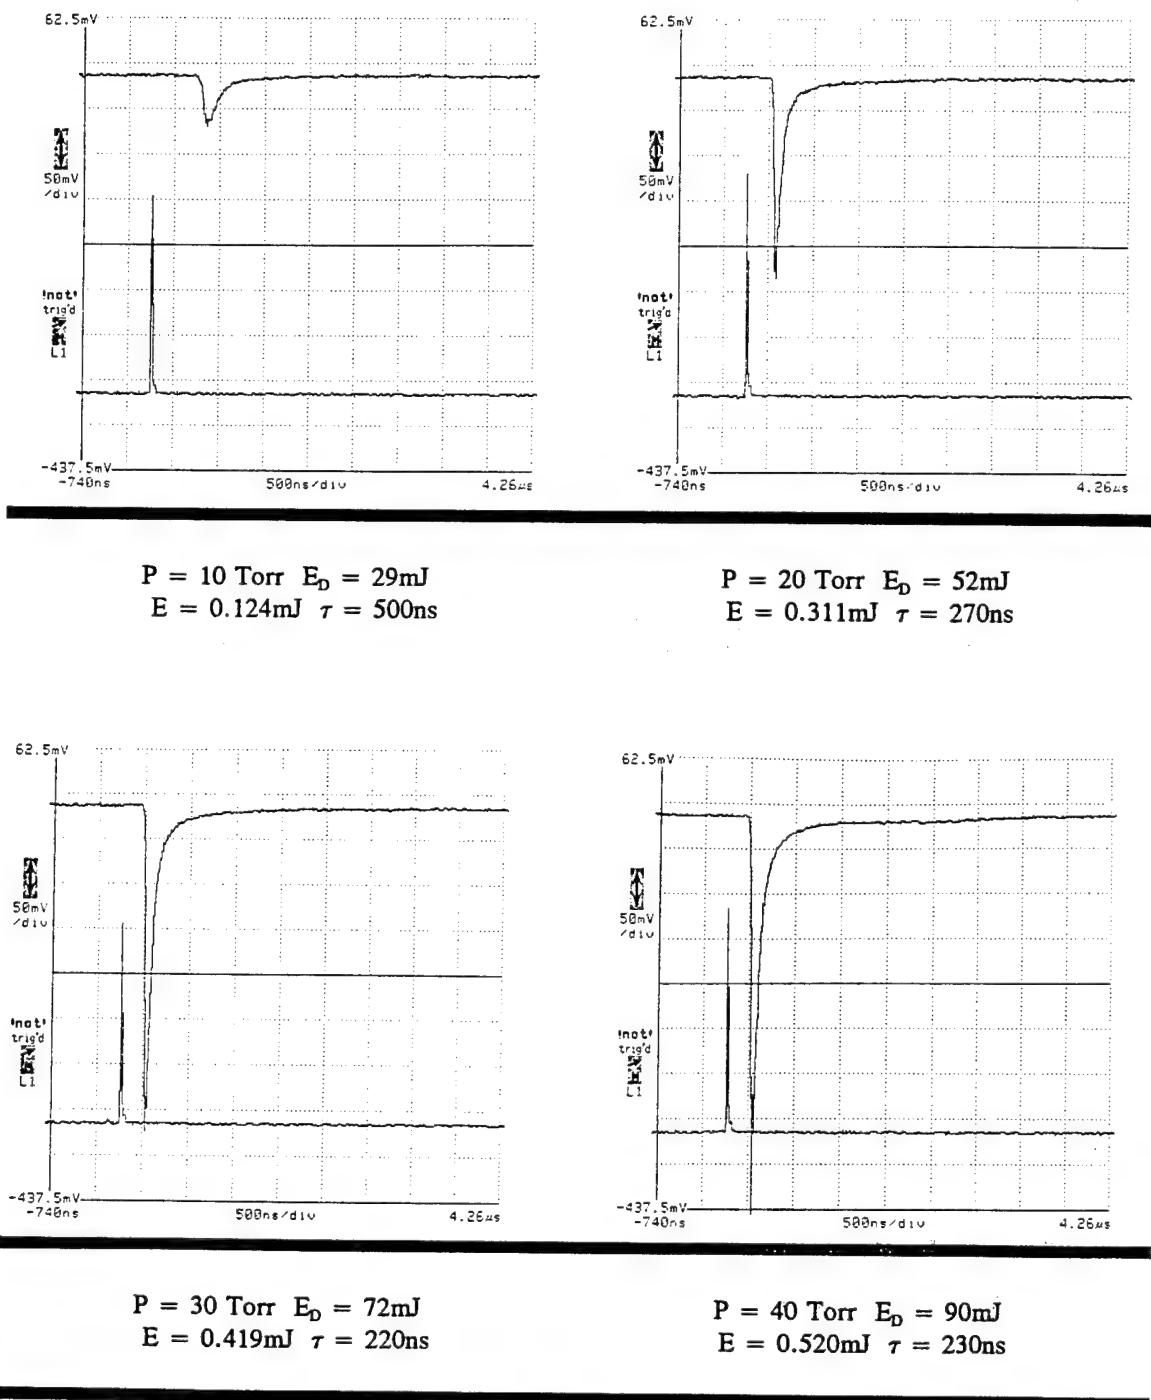 62.5mV
50mV
/div
'not'
trig'd
L1
-437.5mV
-740ns 500ns/div 4.26µs
62.5mV
50mV
/div
!not'
trig'd
L1
-437.5mV
-740ns 500ns/div 4.26µs
P = 10 Torr E_D = 29mJ
E = 0.124mJ τ = 500ns
P = 20 Torr E_D = 52mJ
E = 0.311mJ τ = 270ns
62.5mV
50mV
/div
'not'
trig'd
L1
-437.5mV
-740ns 500ns/div 4.26µs
62.5mV
50mV
/div
!not'
trig'd
L1
-437.5mV
-740ns 500ns/div 4.26µs
P = 30 Torr E_D = 72mJ
E = 0.419mJ τ = 220ns
P = 40 Torr E_D = 90mJ
E = 0.520mJ τ = 230ns